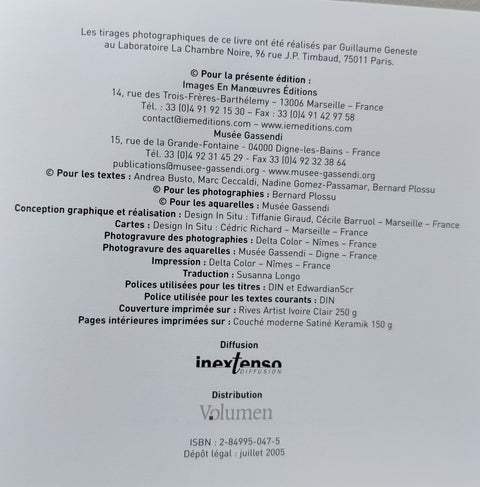 Les tirages photographiques de ce livre ont été réalisés par Guillaume Geneste
au Laboratoire La Chambre Noire, 96 rue J.P. Timbaud, 75011 Paris.
© Pour la présente édition :
Images En Manœuvres Éditions
14, rue des Trois-Frères-Barthélemy – 13006 Marseille – France
Tél. : 33 (0)4 91 92 15 30 – Fax : 33 (0)4 91 42 97 58
contact@iemeditions.com – www.iemeditions.com
Musée Gassendi
15, rue de la Grande-Fontaine - 04000 Digne-les-Bains - France
Tél. 33 (0)4 92 31 45 29 - Fax 33 (0)4 92 32 38 64
publications@musee-gassendi.org - www.musee-gassendi.org
© Pour les textes : Andrea Busto, Marc Ceccaldi, Nadine Gomez-Passamar, Bernard Plossu
© Pour les photographies : Bernard Plossu
© Pour les aquarelles : Musée Gassendi
Conception graphique et réalisation : Design In Situ : Tiffanie Giraud, Cécile Barruol – Marseille – France
Cartes : Design In Situ : Cédric Richard – Marseille – France
Photogravure des photographies : Delta Color – Nîmes – France
Photogravure des aquarelles : Musée Gassendi – Digne – France
Impression : Delta Color – Nîmes – France
Traduction : Susanna Longo
Polices utilisées pour les titres : DIN et EdwardianScr
Police utilisée pour les textes courants : DIN
Couverture imprimée sur : Rives Artist Ivoire Clair 250 g
Pages intérieures imprimées sur : Couché moderne Satiné Keramik 150 g
Diffusion
inextenso
DIFFUSION
Distribution
Volumen
ISBN : 2-84995-047-5
Dépôt légal : juillet 2005